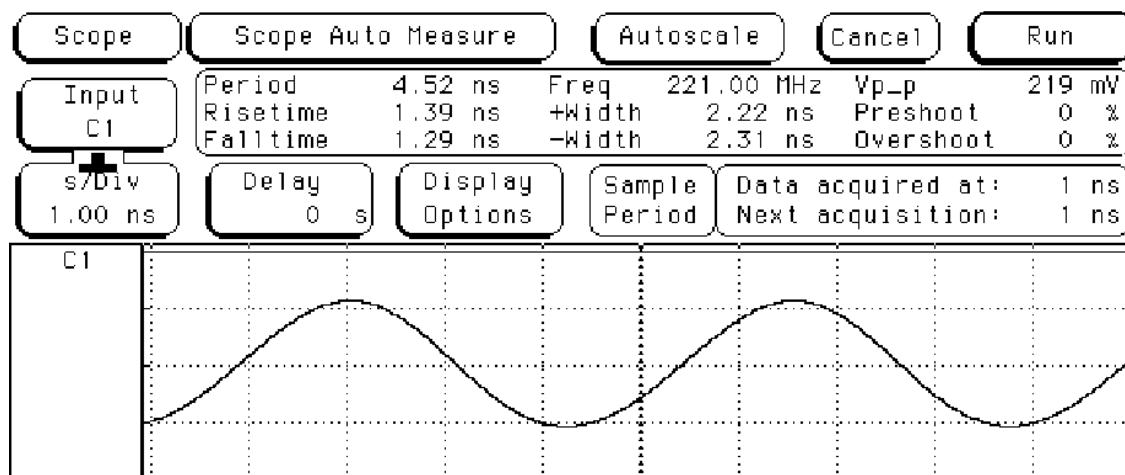 Scope Scope Auto Measure Autoscale Cancel Run
Input
C1
Period 4.52 ns Freq 221.00 MHz Vp_p 219 mV
Risetime 1.39 ns +Width 2.22 ns Preshoot 0 %
Falltime 1.29 ns -Width 2.31 ns Overshoot 0 %
s/Div
1.00 ns
Delay
0 s
Display
Options
Sample
Period
Data acquired at: 1 ns
Next acquisition: 1 ns
C1